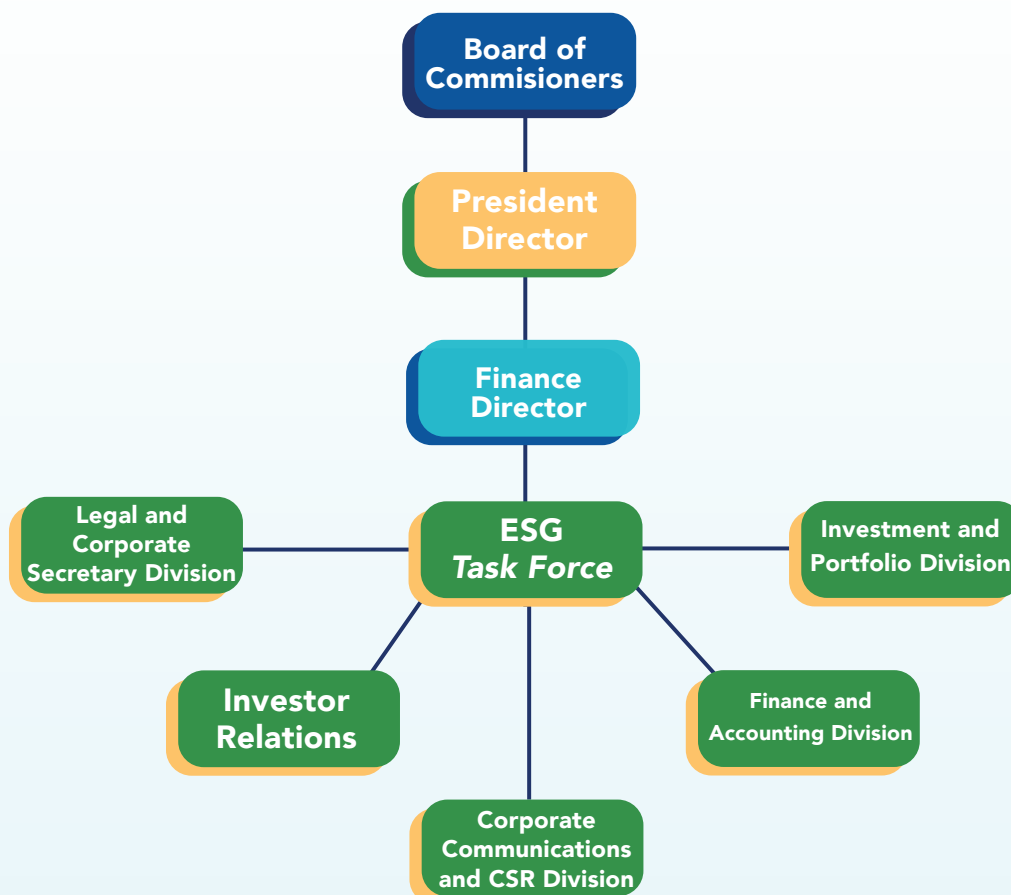 Board of
Commisioners
President
Director
Finance
Director
Legal and
Corporate
Secretary Division
ESG
Task Force
Investment and
Portfolio Division
Investor
Relations
Finance and
Accounting Division
Corporate
Communications
and CSR Division